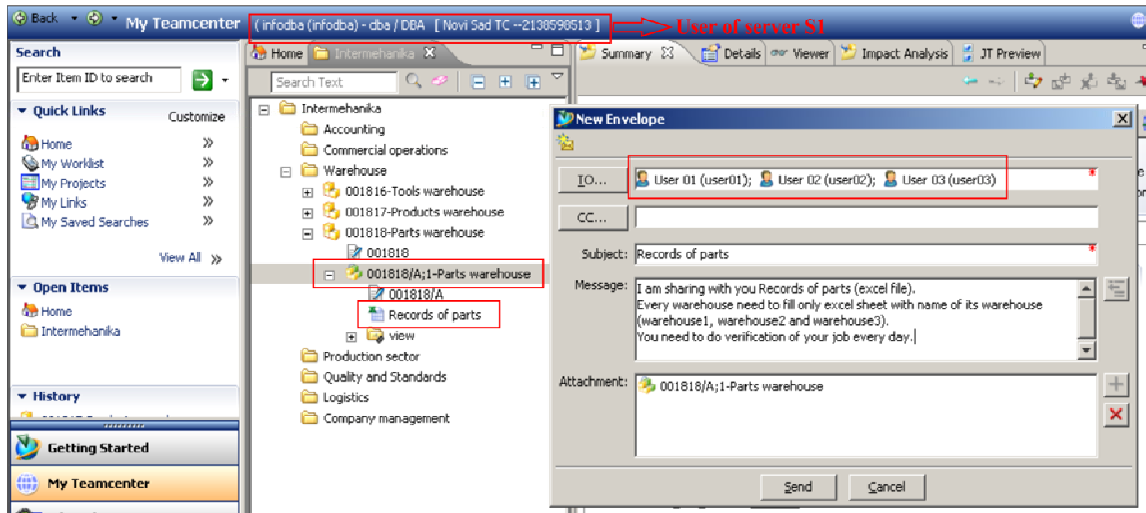 Back
My Teamcenter
( infodba (infodba) - dba / DBA [ Novi Sad TC --2138598513 ]
User of server S1
Search
Enter Item ID to search
Quick Links
Customize
Home
My Worklist
My Projects
My Links
My Saved Searches
View All
Open Items
Home
Intermehanika
History
Getting Started
My Teamcenter
Home
Intermehanika
Search Text
Intermehanika
Accounting
Commercial operations
Warehouse
001816-Tools warehouse
001817-Products warehouse
001818-Parts warehouse
001818
001818/A;1-Parts warehouse
001818/A
Records of parts
view
Production sector
Quality and Standards
Logistics
Company management
Summary
Details
Viewer
Impact Analysis
JT Preview
New Envelope
TO...
User 01 (user01); User 02 (user02); User 03 (user03)
CC...
Subject:
Records of parts
Message:
I am sharing with you Records of parts (excel file).
Every warehouse need to fill only excel sheet with name of its warehouse
(warehouse1, warehouse2 and warehouse3).
You need to do verification of your job every day.
Attachment:
001818/A;1-Parts warehouse
Send
Cancel